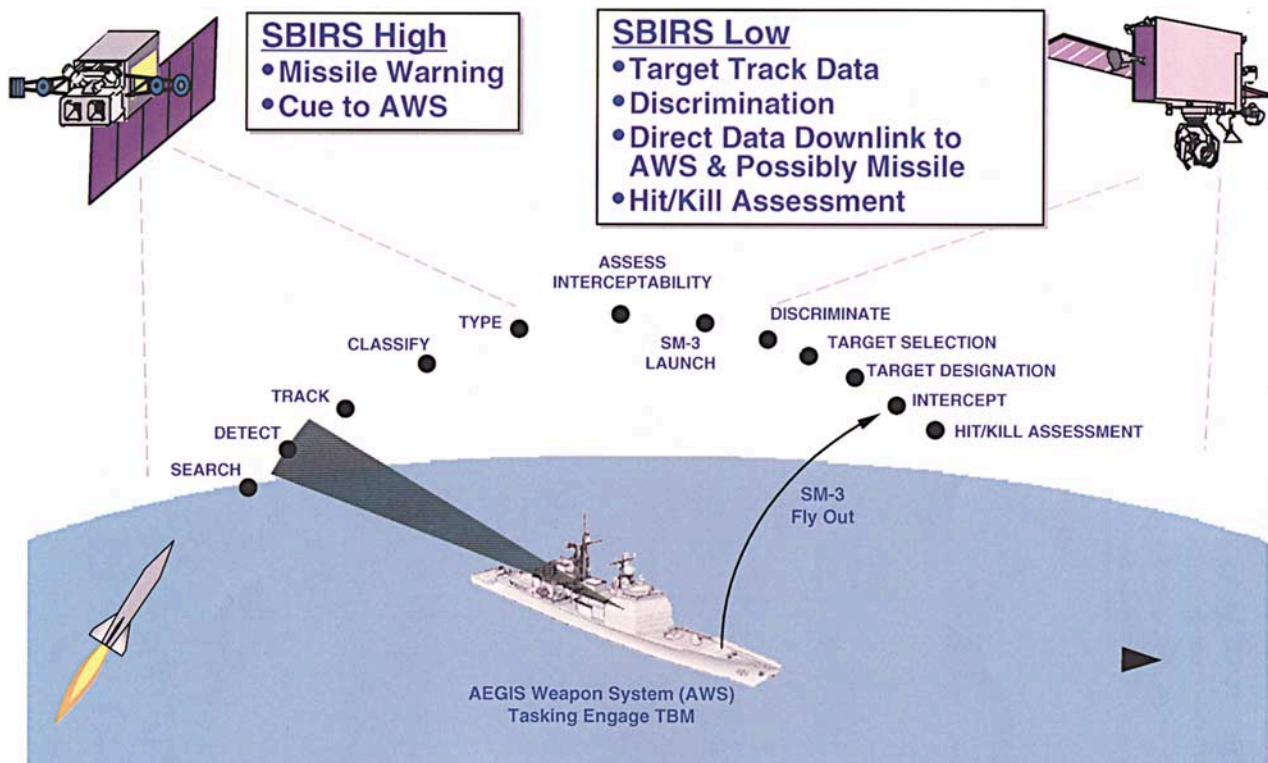 SBIRS High
• Missile Warning
• Cue to AWS
SBIRS Low
• Target Track Data
• Discrimination
• Direct Data Downlink to
AWS & Possibly Missile
• Hit/Kill Assessment
ASSESS
INTERCEPTABILITY
TYPE
SM-3
LAUNCH
DISCRIMINATE
CLASSIFY
TARGET SELECTION
TARGET DESIGNATION
TRACK
INTERCEPT
DETECT
HIT/KILL ASSESSMENT
SEARCH
SM-3
Fly Out
AEGIS Weapon System (AWS)
Tasking Engage TBM